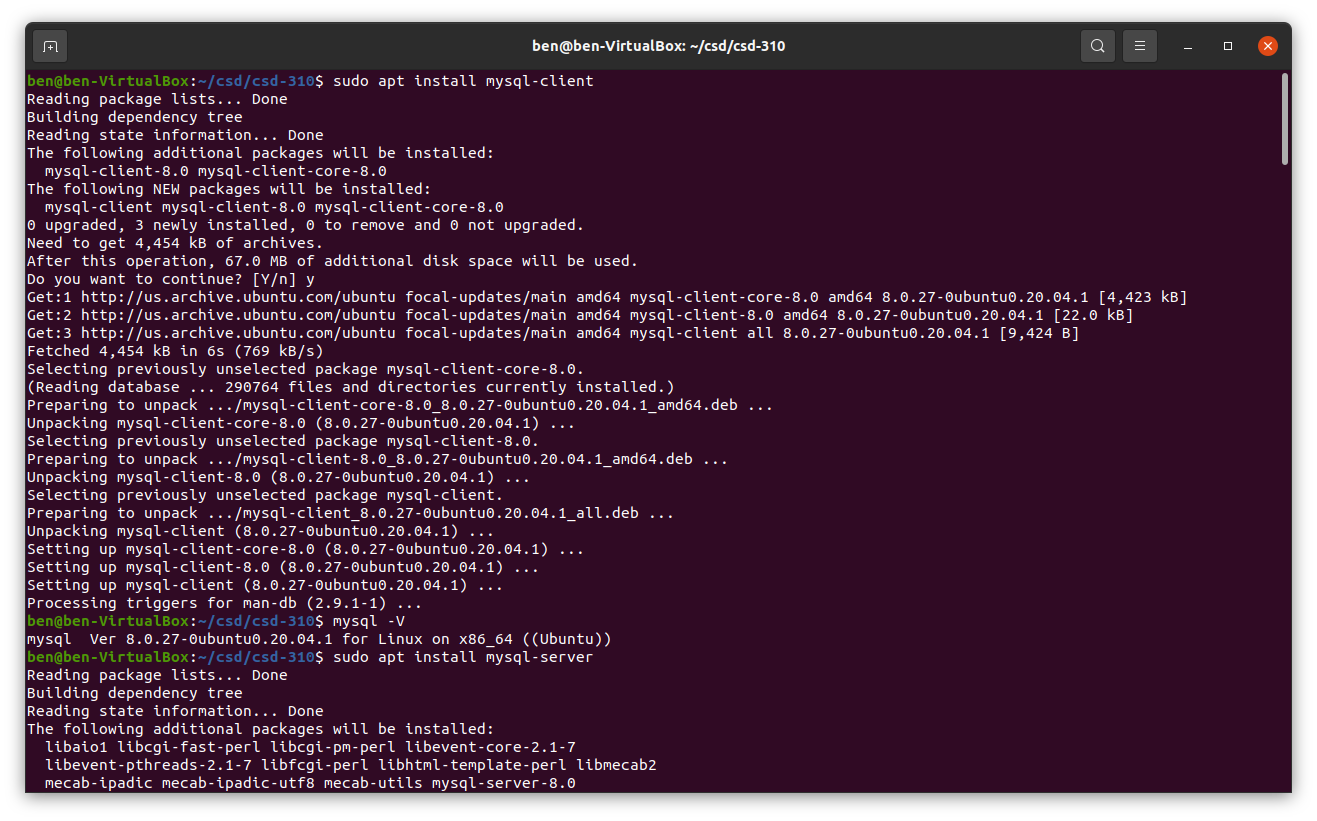 ben@ben-VirtualBox: ~/csd/csd-310
ben@ben-VirtualBox:~/csd/csd-310$ sudo apt install mysql-client
Reading package lists... Done
Building dependency tree
Reading state information... Done
The following additional packages will be installed:
  mysql-client-8.0 mysql-client-core-8.0
The following NEW packages will be installed:
  mysql-client mysql-client-8.0 mysql-client-core-8.0
0 upgraded, 3 newly installed, 0 to remove and 0 not upgraded.
Need to get 4,454 kB of archives.
After this operation, 67.0 MB of additional disk space will be used.
Do you want to continue? [Y/n] y
Get:1 http://us.archive.ubuntu.com/ubuntu focal-updates/main amd64 mysql-client-core-8.0 amd64 8.0.27-0ubuntu0.20.04.1 [4,423 kB]
Get:2 http://us.archive.ubuntu.com/ubuntu focal-updates/main amd64 mysql-client-8.0 amd64 8.0.27-0ubuntu0.20.04.1 [22.0 kB]
Get:3 http://us.archive.ubuntu.com/ubuntu focal-updates/main amd64 mysql-client all 8.0.27-0ubuntu0.20.04.1 [9,424 B]
Fetched 4,454 kB in 6s (769 kB/s)
Selecting previously unselected package mysql-client-core-8.0.
(Reading database ... 290764 files and directories currently installed.)
Preparing to unpack .../mysql-client-core-8.0_8.0.27-0ubuntu0.20.04.1_amd64.deb ...
Unpacking mysql-client-core-8.0 (8.0.27-0ubuntu0.20.04.1) ...
Selecting previously unselected package mysql-client-8.0.
Preparing to unpack .../mysql-client-8.0_8.0.27-0ubuntu0.20.04.1_amd64.deb ...
Unpacking mysql-client-8.0 (8.0.27-0ubuntu0.20.04.1) ...
Selecting previously unselected package mysql-client.
Preparing to unpack .../mysql-client_8.0.27-0ubuntu0.20.04.1_all.deb ...
Unpacking mysql-client (8.0.27-0ubuntu0.20.04.1) ...
Setting up mysql-client-core-8.0 (8.0.27-0ubuntu0.20.04.1) ...
Setting up mysql-client-8.0 (8.0.27-0ubuntu0.20.04.1) ...
Setting up mysql-client (8.0.27-0ubuntu0.20.04.1) ...
Processing triggers for man-db (2.9.1-1) ...
ben@ben-VirtualBox:~/csd/csd-310$ mysql -V
mysql  Ver 8.0.27-0ubuntu0.20.04.1 for Linux on x86_64 ((Ubuntu))
ben@ben-VirtualBox:~/csd/csd-310$ sudo apt install mysql-server
Reading package lists... Done
Building dependency tree
Reading state information... Done
The following additional packages will be installed:
  libaio1 libcgi-fast-perl libcgi-pm-perl libevent-core-2.1-7
  libevent-pthreads-2.1-7 libfcgi-perl libhtml-template-perl libmecab2
  mecab-ipadic mecab-ipadic-utf8 mecab-utils mysql-server-8.0